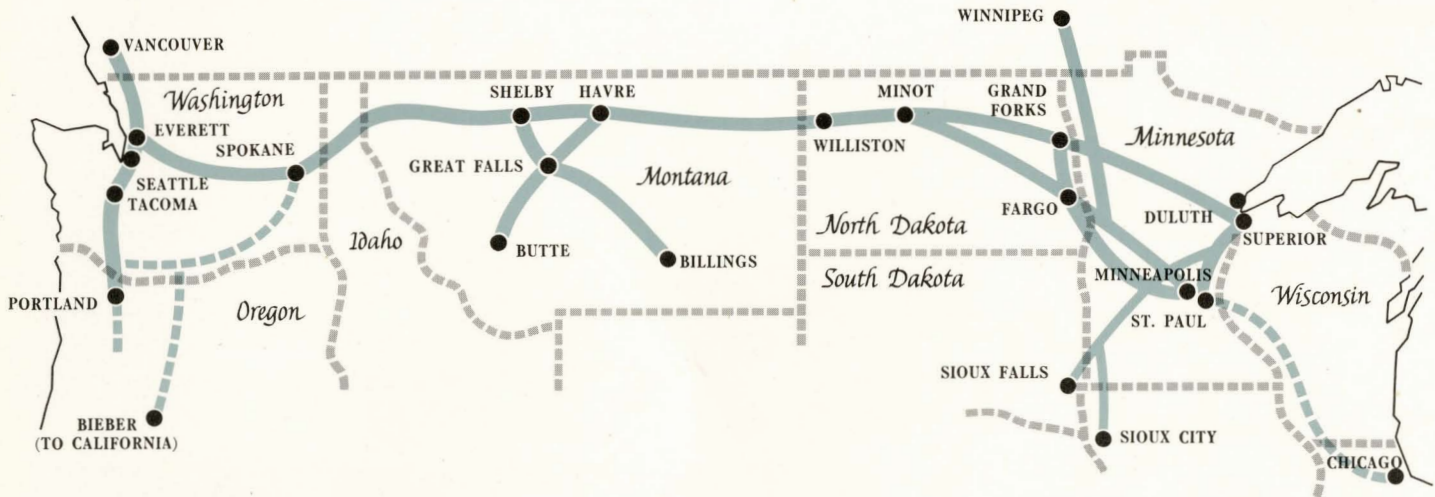 WINNIPEG
VANCOUVER
Washington
SHELBY
HAVRE
MINOT
GRAND
FORKS
EVERETT
SPOKANE
WILLISTON
Minnesota
GREAT FALLS
Montana
SEATTLE
TACOMA
FARGO
DULUTH
North Dakota
SUPERIOR
Idaho
BUTTE
BILLINGS
South Dakota
MINNEAPOLIS
Wisconsin
PORTLAND
Oregon
ST. PAUL
SIOUX FALLS
BIEBER
(TO CALIFORNIA)
SIOUX CITY
CHICAGO